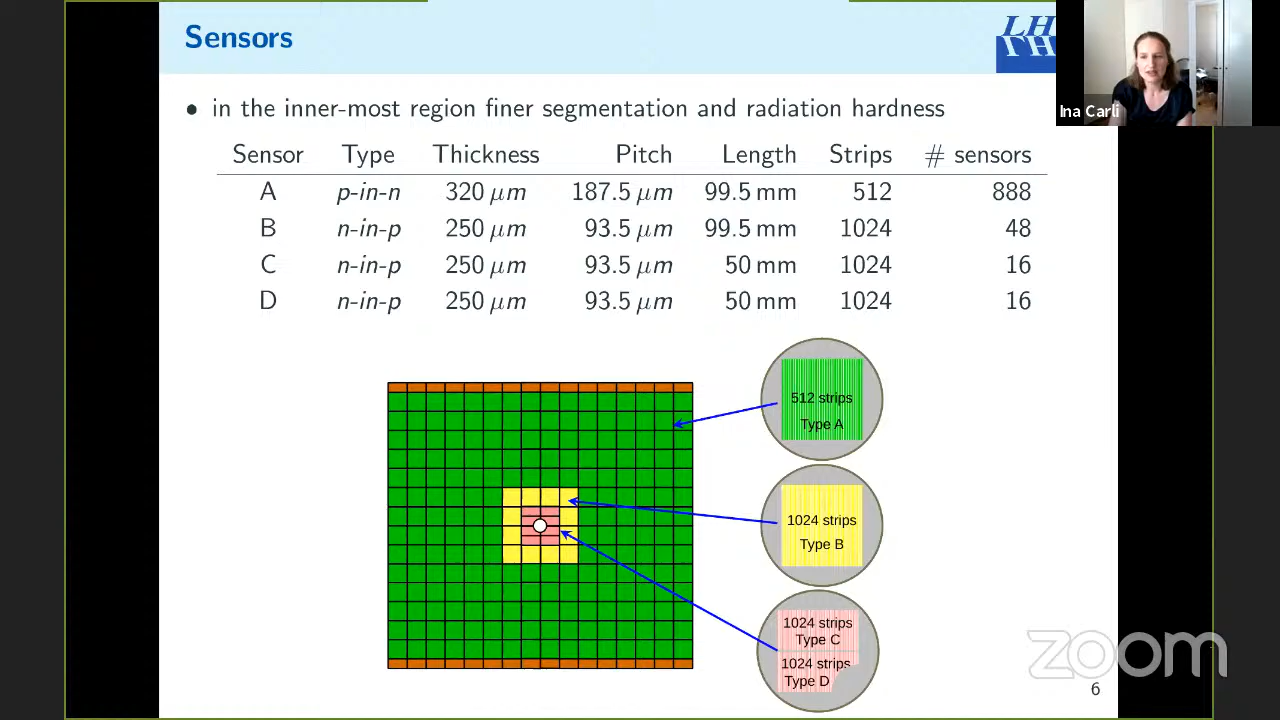 Sensors
LH
Ina Carli
• in the inner-most region finer segmentation and radiation hardness
Sensor Type Thickness Pitch Length Strips # sensors
A p-in-n 320 μm 187.5 μm 99.5 mm 512 888
B n-in-p 250 μm 93.5 μm 99.5 mm 1024 48
C n-in-p 250 μm 93.5 μm 50 mm 1024 16
D n-in-p 250 μm 93.5 μm 50 mm 1024 16
512 strips
Type A
1024 strips
Type B
1024 strips
Type C
1024 strips
Type D
zoom
6